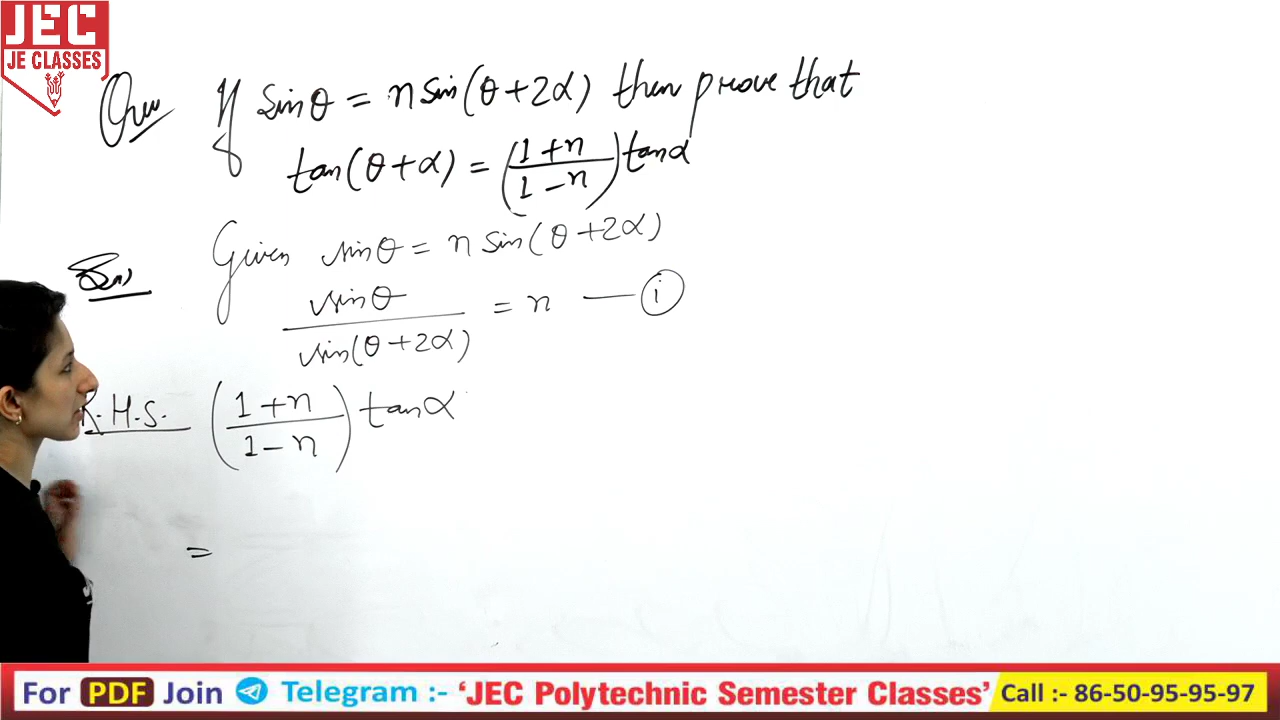 JEC
JE CLASSES
Que If sinθ = n sin(θ+2α) then prove that
tan(θ+α) = (1+n / 1-n) tanα
Given sinθ = n sin(θ+2α)
sinθ / sin(θ+2α) = n — (i)
R.H.S. (1+n / 1-n) tanα
=
For PDF Join Telegram :- 'JEC Polytechnic Semester Classes' Call :- 86-50-95-95-97